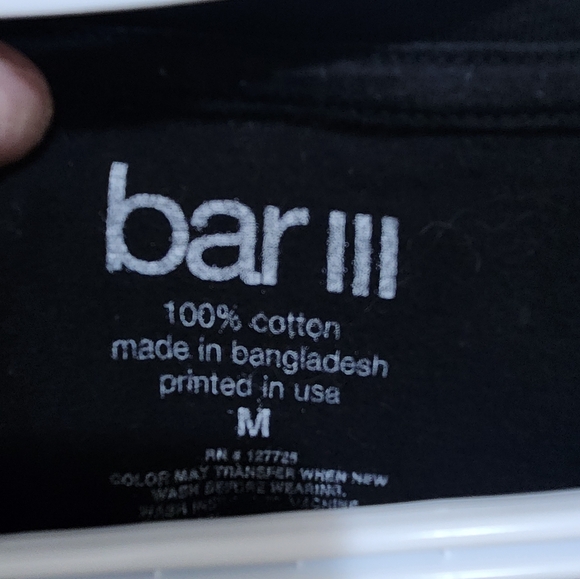 bar III
100% cotton
made in bangladesh
printed in usa
M
RN # 127725
COLOR MAY TRANSFER WHEN NEW
WASH BEFORE WEARING.
WASH